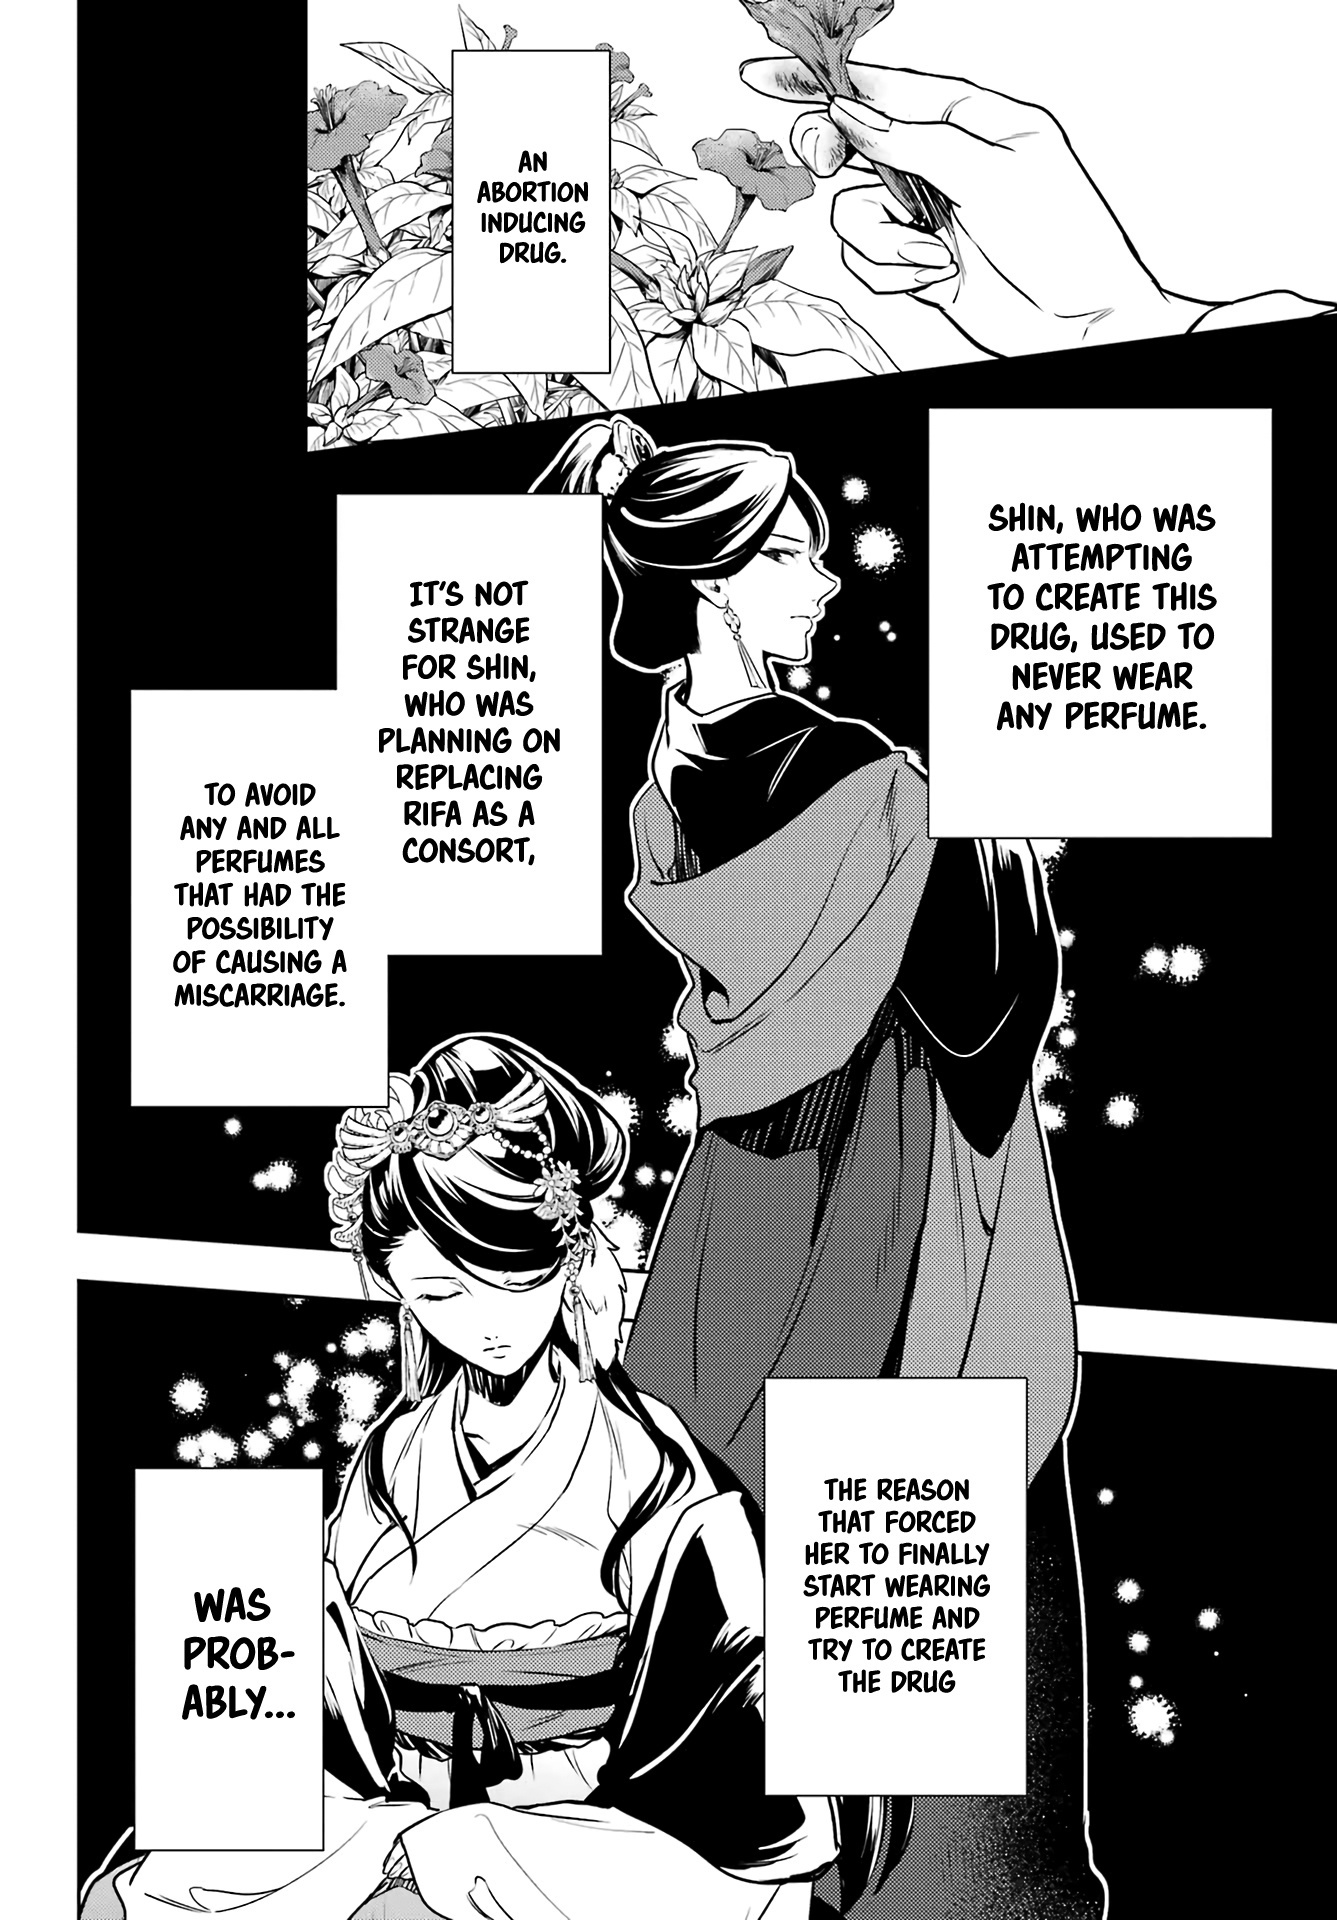 AN
ABORTION
INDUCING
DRUG.
SHIN, WHO WAS
ATTEMPTING
TO CREATE THIS
DRUG, USED TO
NEVER WEAR
ANY PERFUME.
IT'S NOT
STRANGE
FOR SHIN,
WHO WAS
PLANNING ON
REPLACING
RIFA AS A
CONSORT,
TO AVOID
ANY AND ALL
PERFUMES
THAT HAD THE
POSSIBILITY
OF CAUSING A
MISCARRIAGE.
THE REASON
THAT FORCED
HER TO FINALLY
START WEARING
PERFUME AND
TRY TO CREATE
THE DRUG
WAS
PROB-
ABLY...